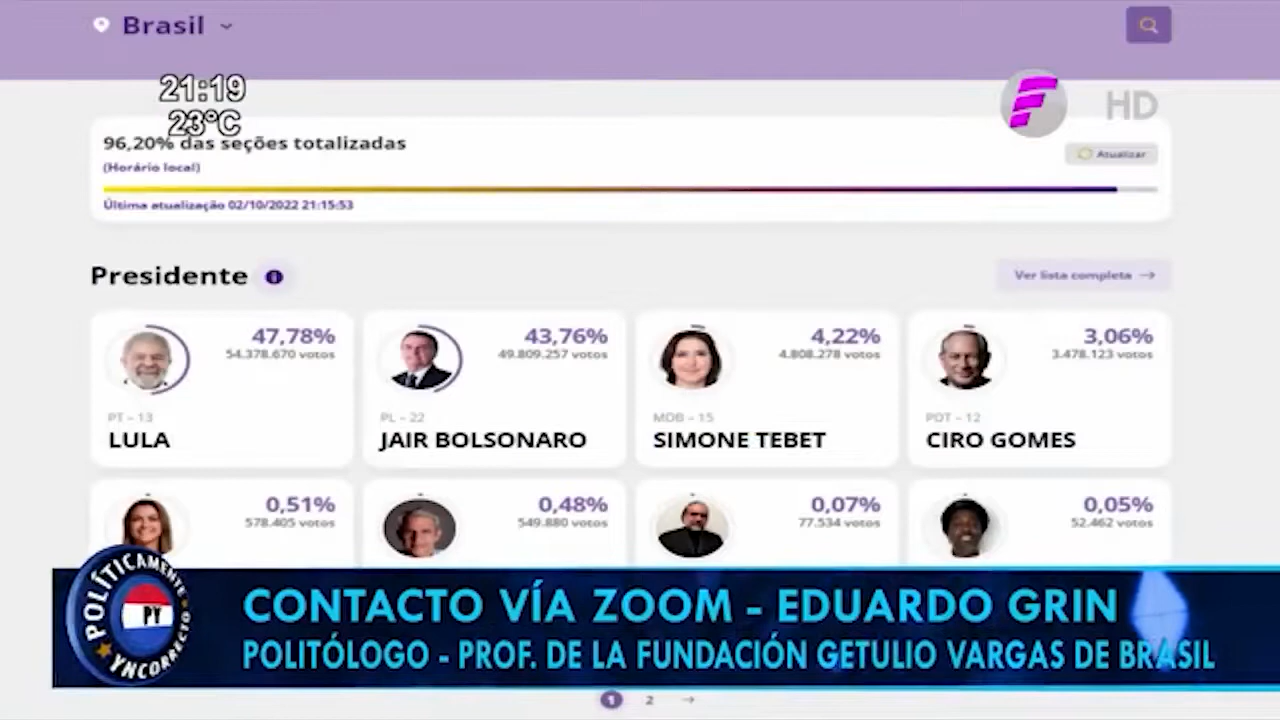 Brasil
21:19
23°C
HD
96,20% das seções totalizadas
(Horário local)
Atualizar
Última atualização 02/10/2022 21:15:53
Presidente
Ver lista completa →
47,78%
54.378.670 votos
PT - 13
LULA
43,76%
49.809.257 votos
PL - 22
JAIR BOLSONARO
4,22%
4.808.278 votos
MDB - 15
SIMONE TEBET
3,06%
3.478.123 votos
PDT - 12
CIRO GOMES
0,51%
578.405 votos
0,48%
549.880 votos
0,07%
77.534 votos
0,05%
52.462 votos
POLÍTICAMENTE
PY
YNCORRECTO
CONTACTO VÍA ZOOM - EDUARDO GRIN
POLITÓLOGO - PROF. DE LA FUNDACIÓN GETULIO VARGAS DE BRASIL
1 2 →